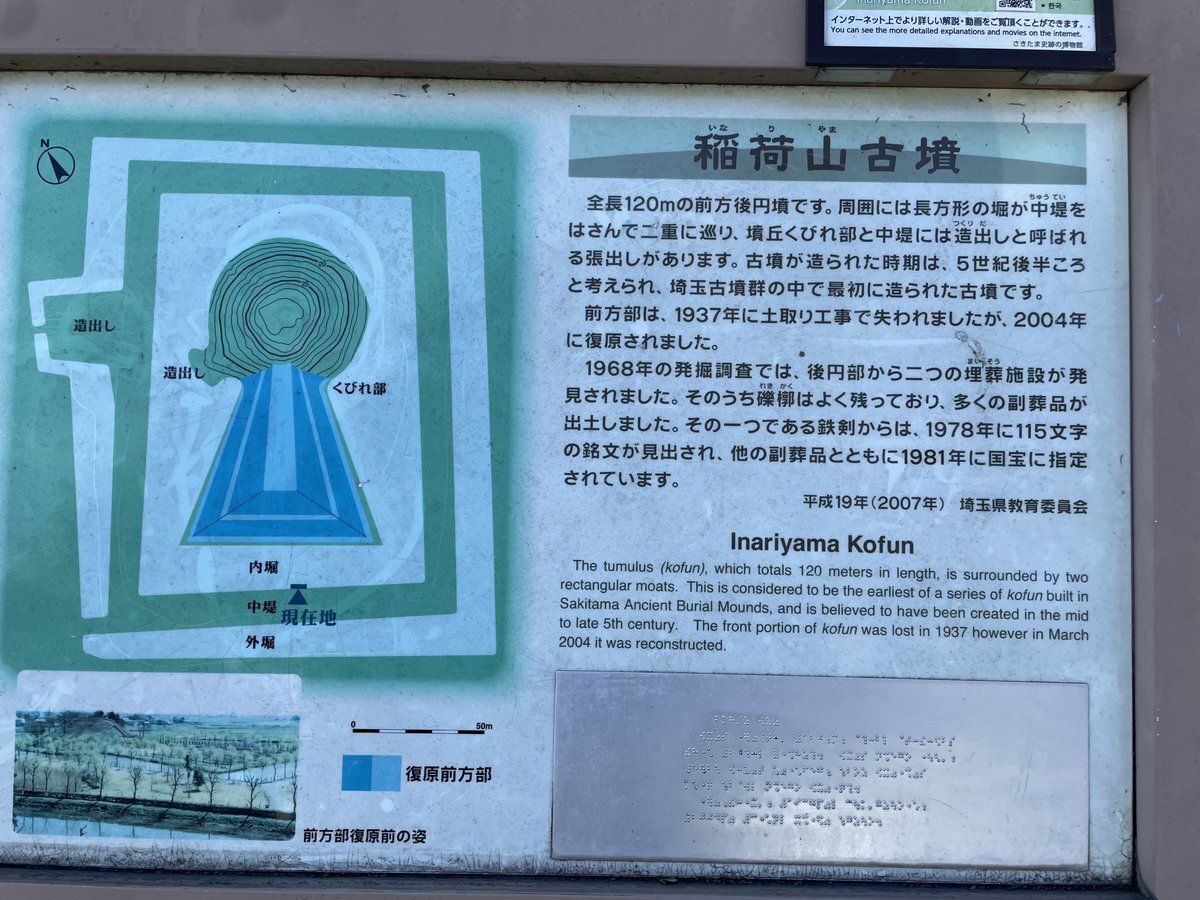 Inariyama Kofun
한국
インターネット上でより詳しい解説・動画をご覧頂くことができます。
You can see the more detailed explanations and movies on the internet.
さきたま史跡の博物館
N
造出し
造出し
くびれ部
内堀
中堤
現在地
外堀
0 50m
復原前方部
前方部復原前の姿
いな り やま
稲荷山古墳
全長120mの前方後円墳です。周囲には長方形の堀が中堤を
はさんで二重に巡り、墳丘くびれ部と中堤には造出しと呼ばれ
る張出しがあります。古墳が造られた時期は、5世紀後半ころ
と考えられ、埼玉古墳群の中で最初に造られた古墳です。
前方部は、1937年に土取り工事で失われましたが、2004年
に復原されました。
1968年の発掘調査では、後円部から二つの埋葬施設が発
見されました。そのうち礫槨はよく残っており、多くの副葬品が
出土しました。その一つである鉄剣からは、1978年に115文字
の銘文が見出され、他の副葬品とともに1981年に国宝に指定
されています。
平成19年(2007年) 埼玉県教育委員会
Inariyama Kofun
The tumulus (kofun), which totals 120 meters in length, is surrounded by two
rectangular moats. This is considered to be the earliest of a series of kofun built in
Sakitama Ancient Burial Mounds, and is believed to have been created in the mid
to late 5th century. The front portion of kofun was lost in 1937 however in March
2004 it was reconstructed.